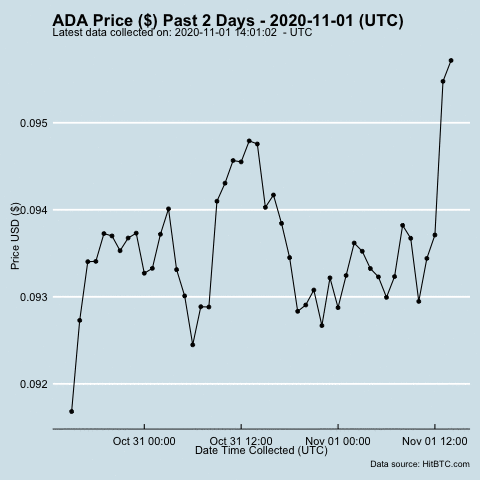 ADA Price ($) Past 2 Days - 2020-11-01 (UTC)
Latest data collected on: 2020-11-01 14:01:02 - UTC
0.095
0.094
0.093
0.092
Price USD ($)
Oct 31 00:00 Oct 31 12:00 Nov 01 00:00 Nov 01 12:00
Date Time Collected (UTC)
Data source: HitBTC.com